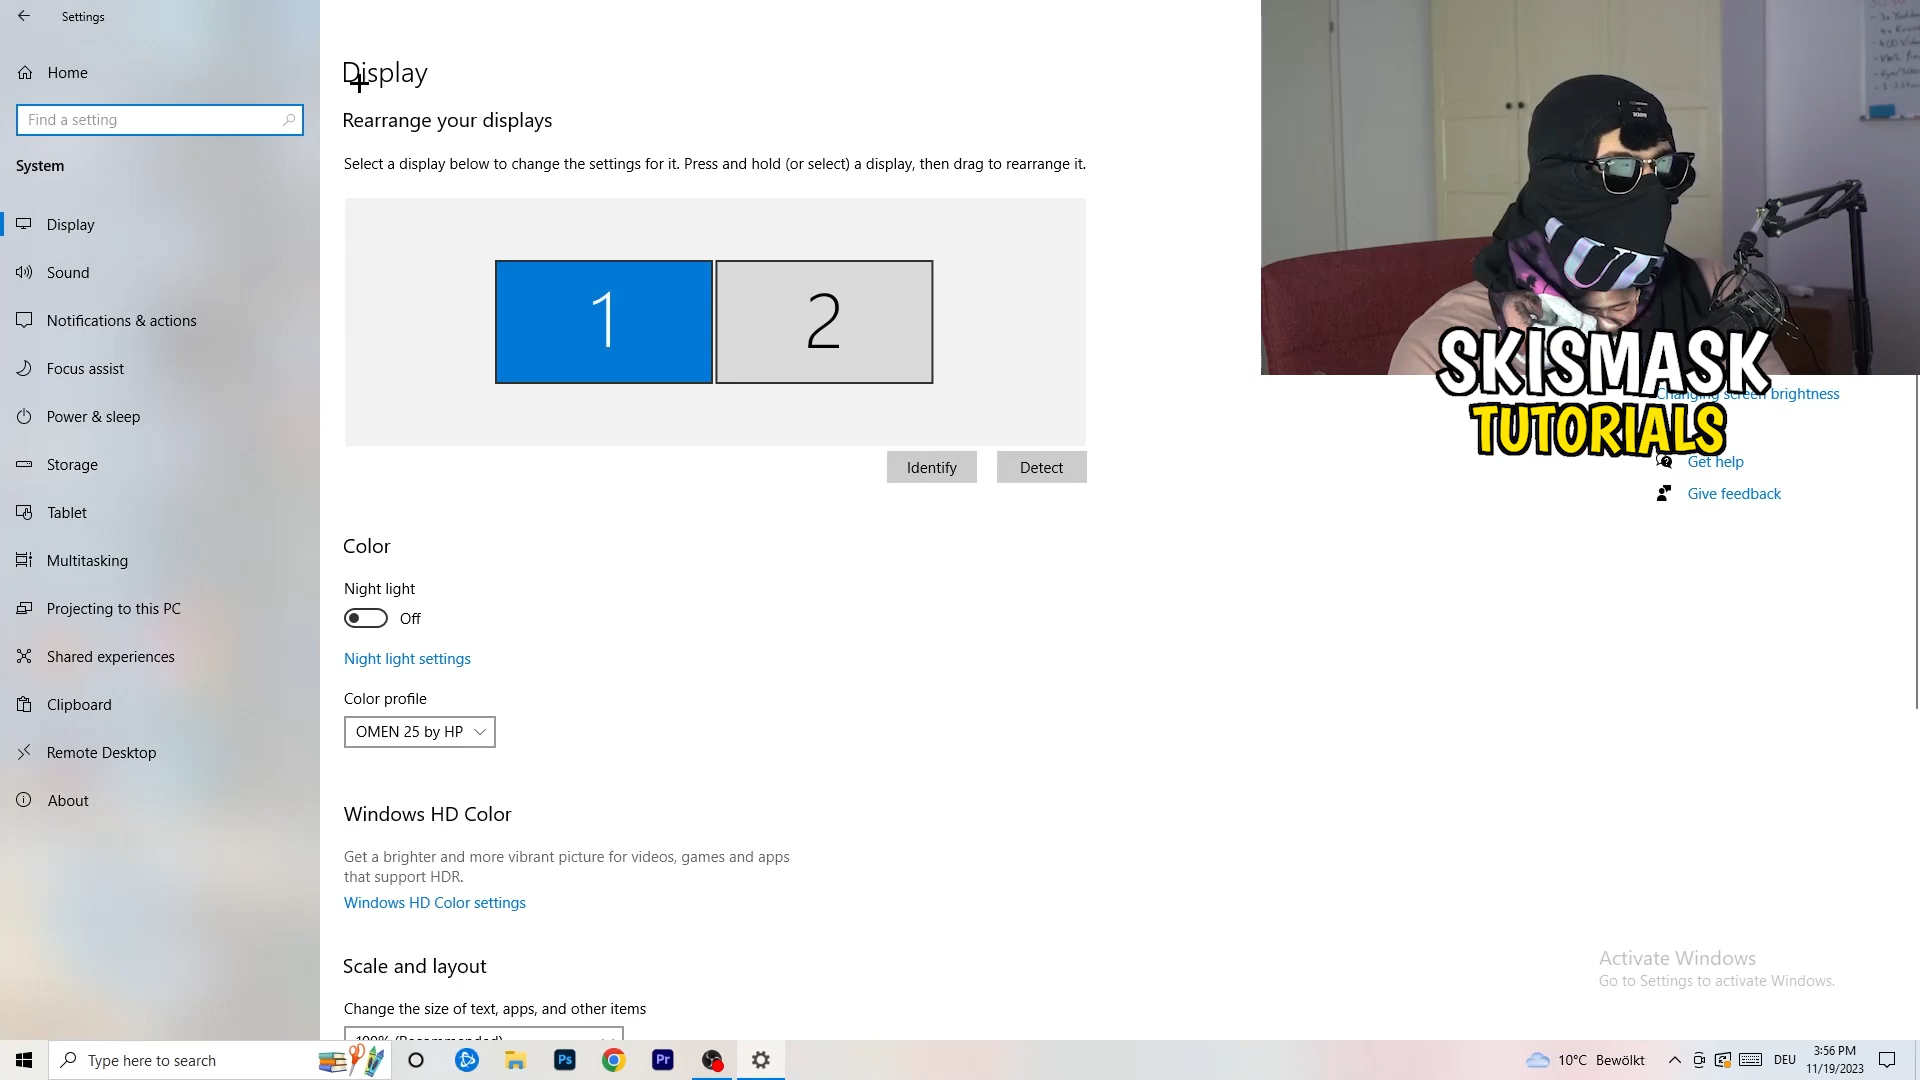 Settings
Home
Find a setting
System
Display
Sound
Notifications & actions
Focus assist
Power & sleep
Storage
Tablet
Multitasking
Projecting to this PC
Shared experiences
Clipboard
Remote Desktop
About
Display
Rearrange your displays
Select a display below to change the settings for it. Press and hold (or select) a display, then drag to rearrange it.
1
2
Identify
Detect
Color
Night light
Off
Night light settings
Color profile
OMEN 25 by HP
Windows HD Color
Get a brighter and more vibrant picture for videos, games and apps
that support HDR.
Windows HD Color settings
Scale and layout
Change the size of text, apps, and other items
100% (Recommended)
SKISMASK
TUTORIALS
Changing screen brightness
Get help
Give feedback
Activate Windows
Go to Settings to activate Windows.
Type here to search
Ps
Pr
10°C Bewölkt
DEU
3:56 PM
11/19/2023